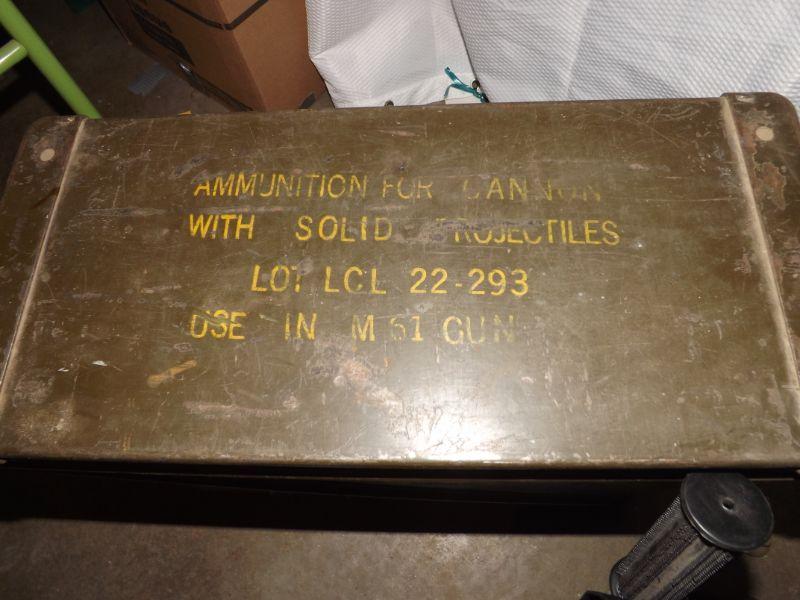 AMMUNITION FOR CANNON
WITH SOLID PROJECTILES
LOT LCL 22-293
USE IN M 61 GUN